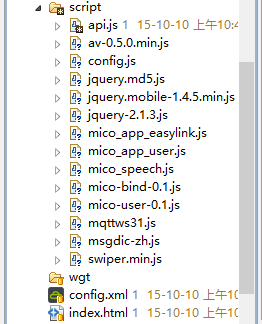 script
api.js 1 15-10-10 上午10:4
av-0.5.0.min.js
config.js
jquery.md5.js
jquery.mobile-1.4.5.min.js
jquery-2.1.3.js
mico_app_easylink.js
mico_app_user.js
mico_speech.js
mico-bind-0.1.js
mico-user-0.1.js
mqttws31.js
msgdic-zh.js
swiper.min.js
wgt
config.xml 1 15-10-10 上午10
index.html 1 15-10-10 上午10